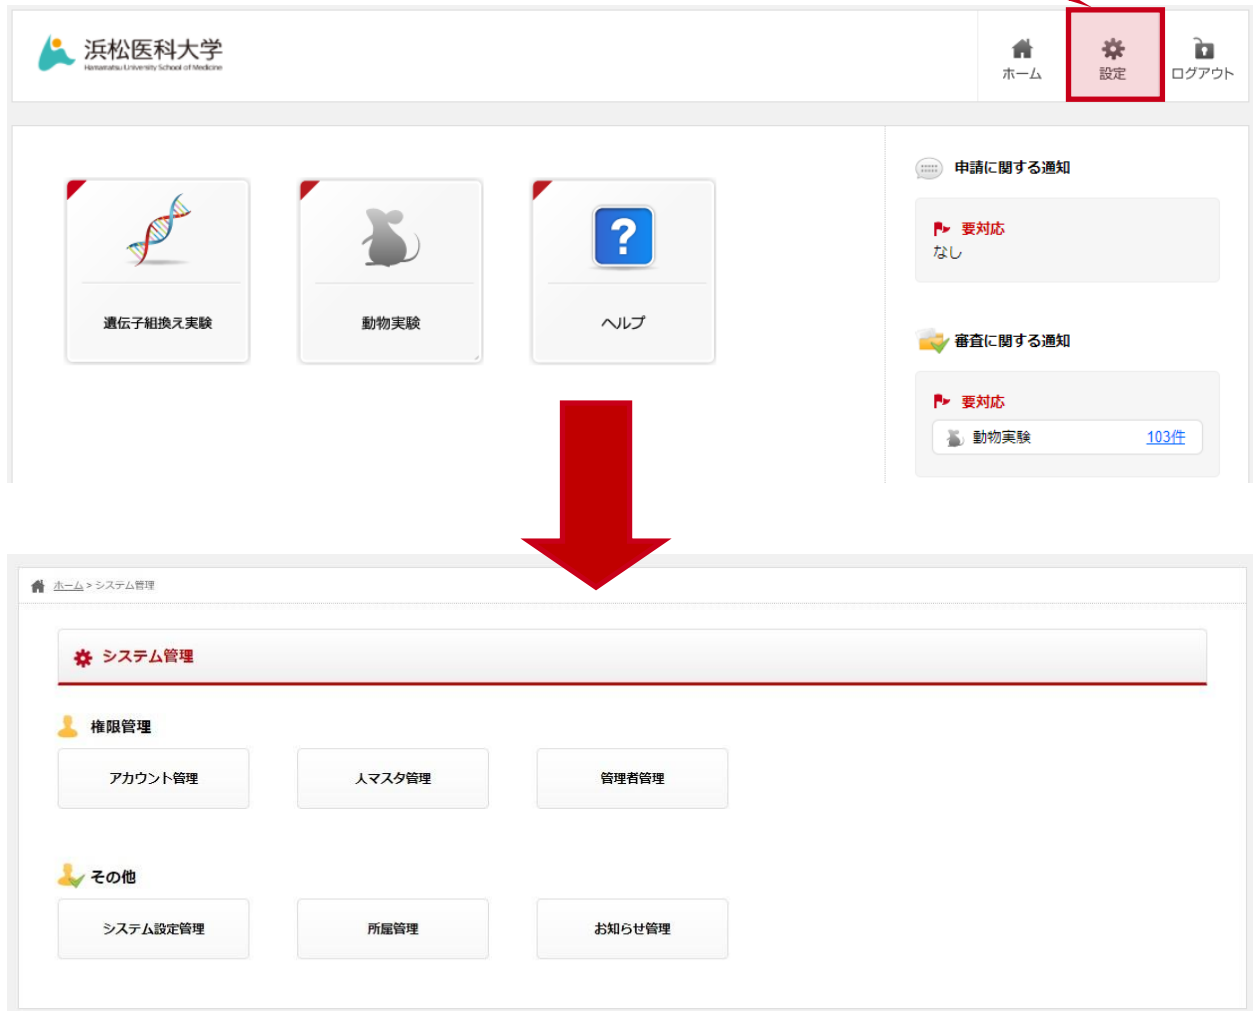 浜松医科大学
Hamamatsu University School of Medicine
ホーム
設定
ログアウト
遺伝子組換え実験
動物実験
ヘルプ
申請に関する通知
要対応
なし
審査に関する通知
要対応
動物実験 103件
ホーム > システム管理
システム管理
権限管理
アカウント管理
人マスタ管理
管理者管理
その他
システム設定管理
所属管理
お知らせ管理